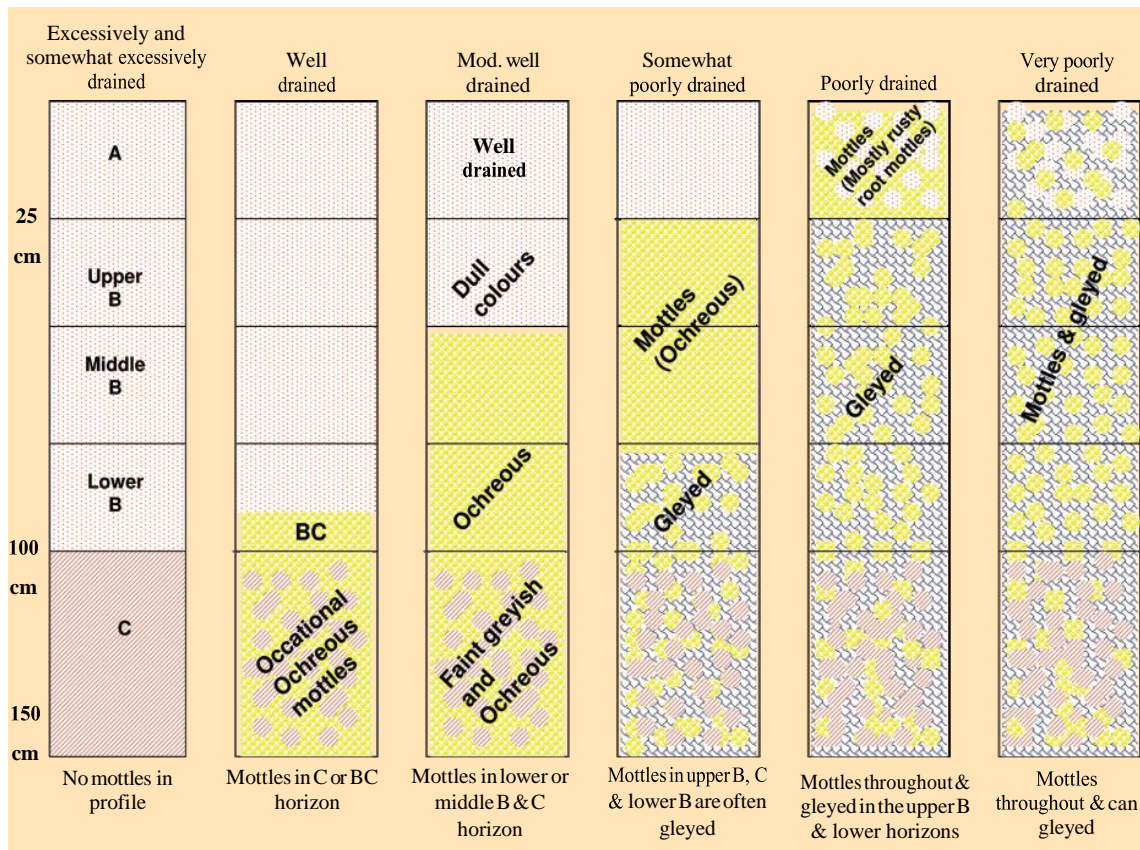 Excessively and
somewhat excessively
drained
Well
drained
Mod. well
drained
Somewhat
poorly drained
Poorly drained
Very poorly
drained
A
25
cm
Upper
B
Middle
B
Lower
B
100
cm
C
150
cm
BC
Occational
Ochreous
mottles
Well
drained
Dull
colours
Ochreous
Faint greyish
and
Ochreous
Mottles
(Ochreous)
Gleyed
Mottles
(Mostly rusty
root mottles)
Gleyed
Mottles & gleyed
No mottles in
profile
Mottles in C or BC
horizon
Mottles in lower or
middle B & C
horizon
Mottles in upper B, C
& lower B are often
gleyed
Mottles throughout &
gleyed in the upper B
& lower horizons
Mottles
throughout & can
gleyed